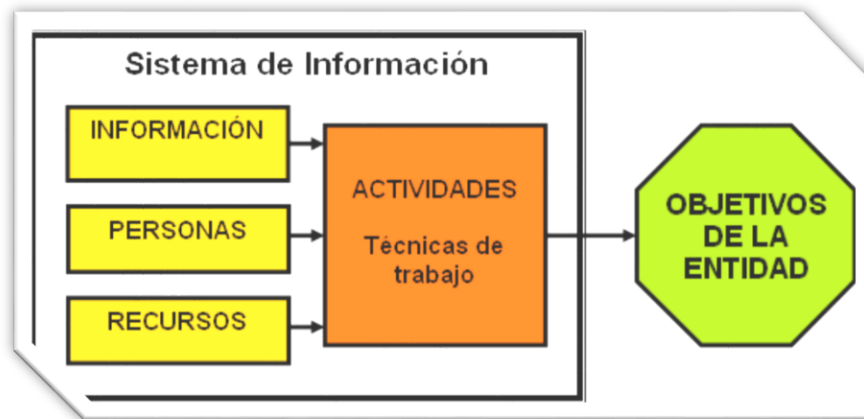 Sistema de Información
INFORMACIÓN
PERSONAS
RECURSOS
ACTIVIDADES
Técnicas de
trabajo
OBJETIVOS
DE LA
ENTIDAD